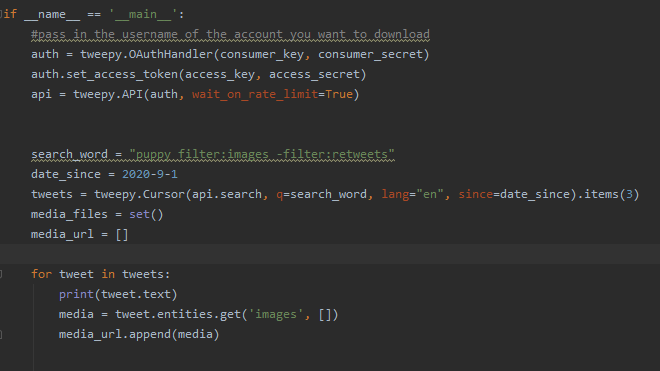 if __name__ == '__main__':
#pass in the username of the account you want to download
auth = tweepy.OAuthHandler(consumer_key, consumer_secret)
auth.set_access_token(access_key, access_secret)
api = tweepy.API(auth, wait_on_rate_limit=True)
search_word = "puppy filter:images -filter:retweets"
date_since = 2020-9-1
tweets = tweepy.Cursor(api.search, q=search_word, lang="en", since=date_since).items(3)
media_files = set()
media_url = []
for tweet in tweets:
print(tweet.text)
media = tweet.entities.get('images', [])
media_url.append(media)